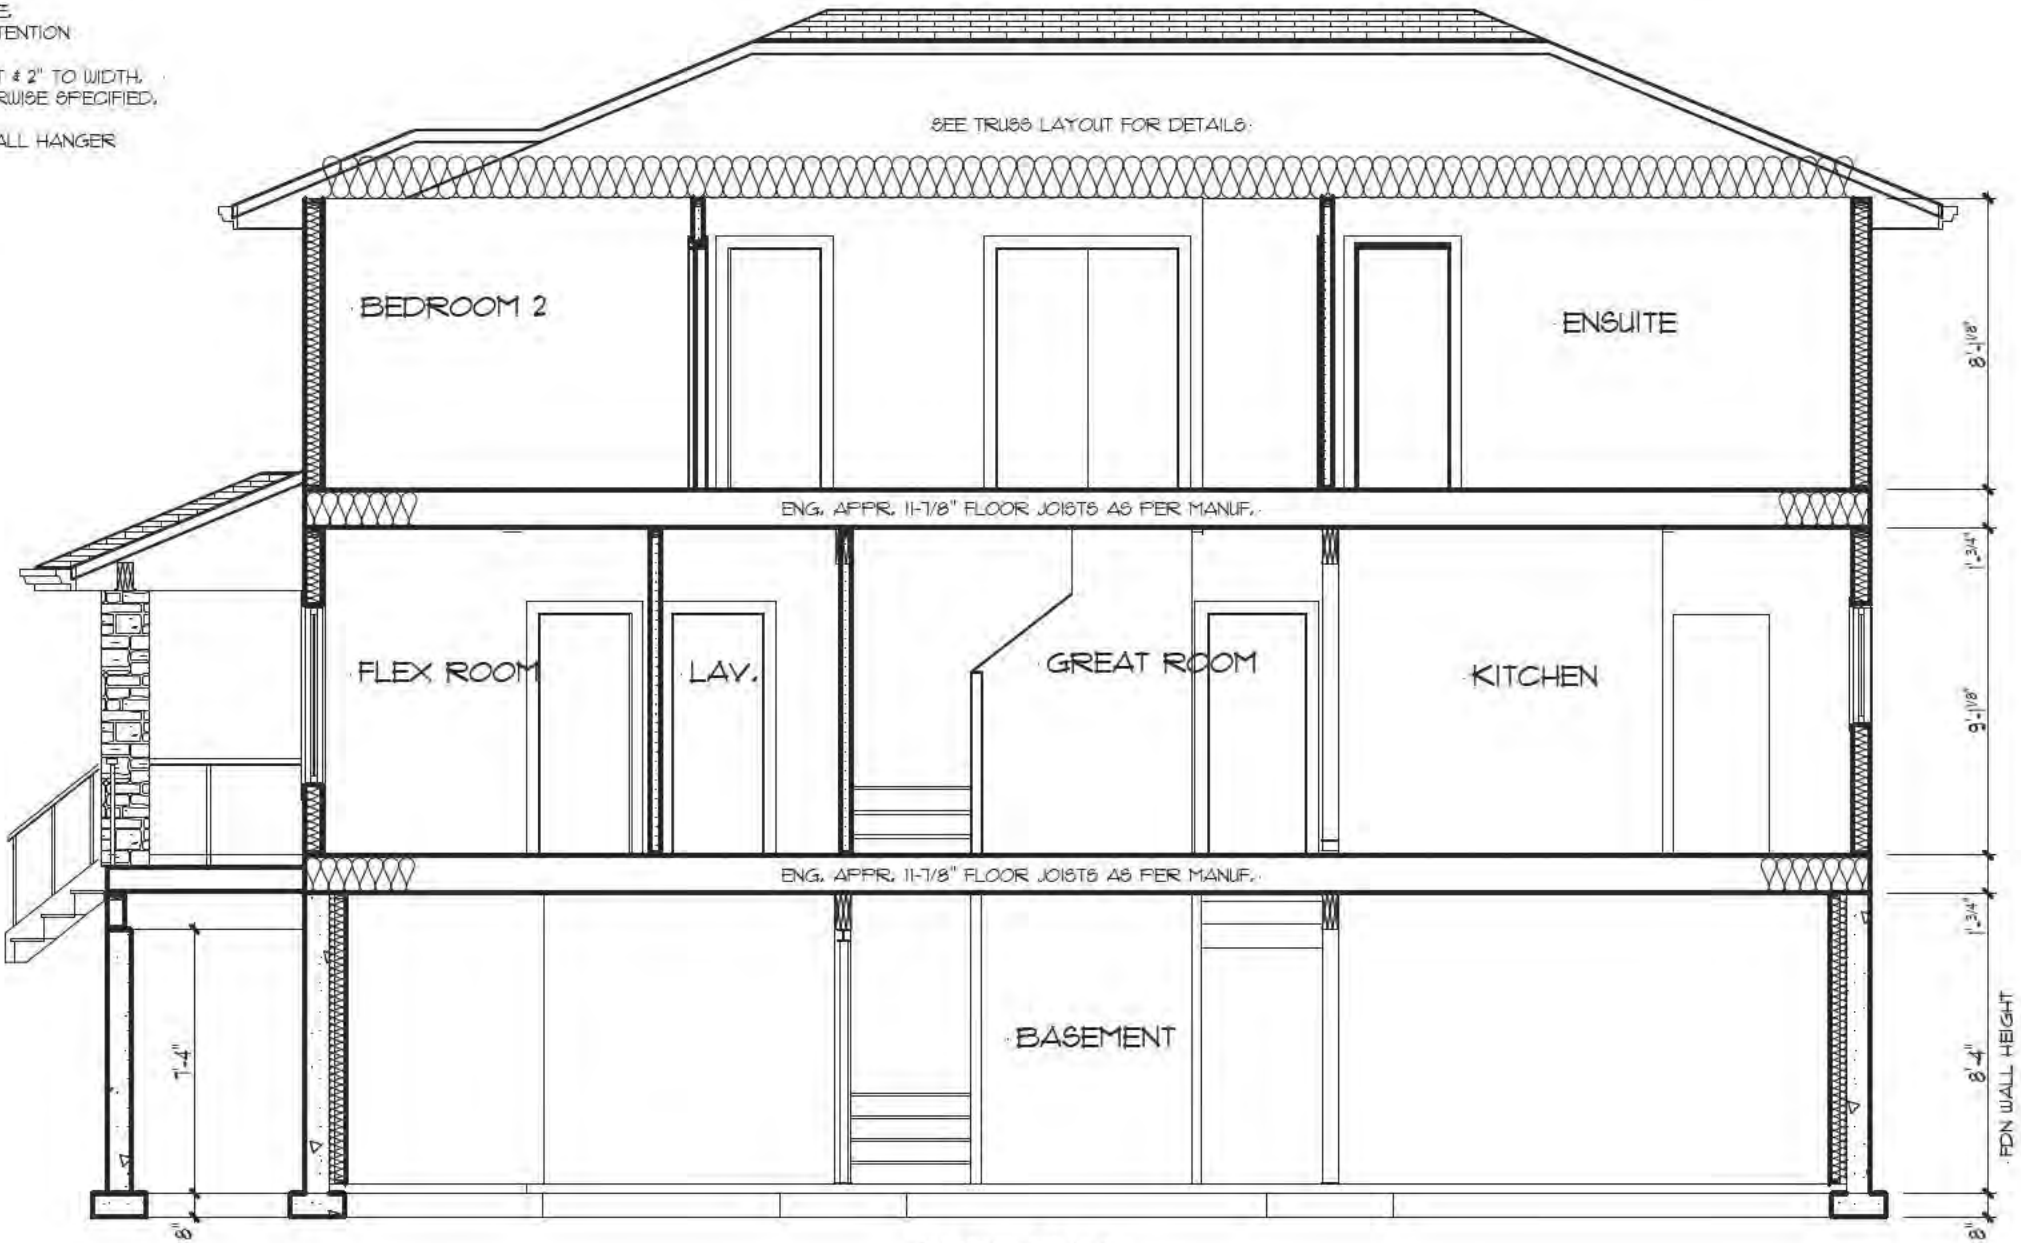 E,
TENTION
T & 2" TO WIDTH,
RWISE SPECIFIED.
ALL HANGER
SEE TRUSS LAYOUT FOR DETAILS
BEDROOM 2
ENSUITE
8'-1 1/8"
ENG. APPR. 11-7/8" FLOOR JOISTS AS PER MANUF.
1'-3/4"
FLEX ROOM
LAV.
GREAT ROOM
KITCHEN
9'-1 1/8"
ENG. APPR. 11-7/8" FLOOR JOISTS AS PER MANUF.
1'-3/4"
7'-4"
BASEMENT
8'-4"
FDN WALL HEIGHT
8"
8"